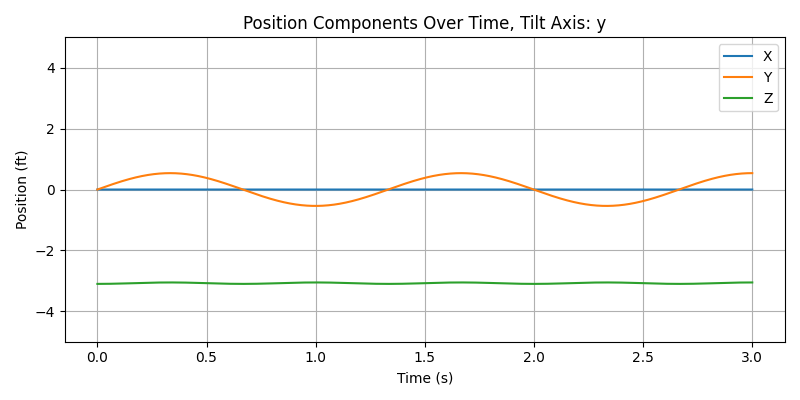 Position Components Over Time, Tilt Axis: y
X
Y
Z
Position (ft)
4
2
0
−2
−4
0.0 0.5 1.0 1.5 2.0 2.5 3.0
Time (s)